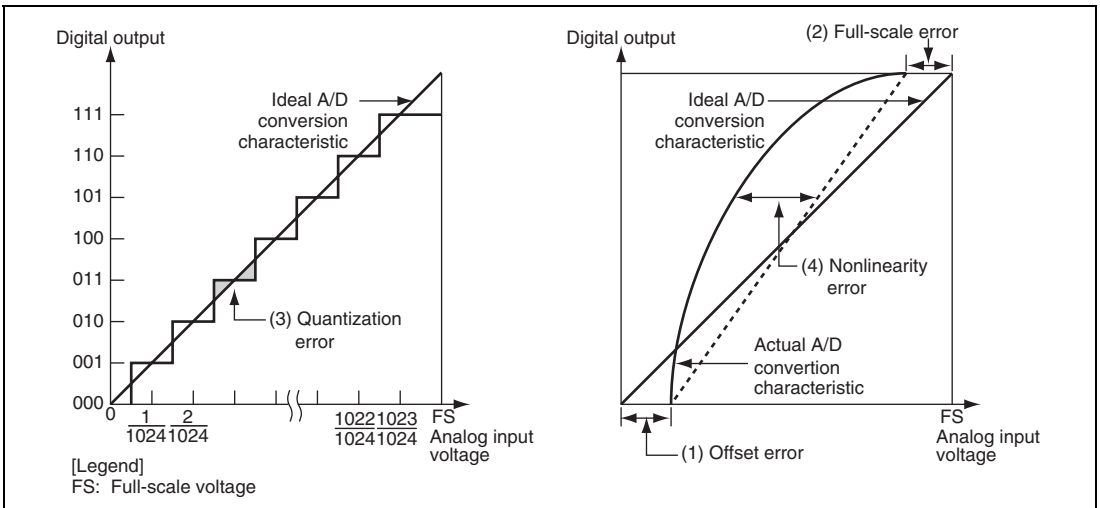 Digital output
Ideal A/D
conversion
characteristic
111
110
101
100
011
010
001
000
(3) Quantization
error
0
1
1024
2
1024
1022
1024
1023
1024
FS
Analog input
voltage
[Legend]
FS: Full-scale voltage
Digital output
(2) Full-scale error
Ideal A/D
conversion
characteristic
(4) Nonlinearity
error
Actual A/D
convertion
characteristic
FS
Analog input
voltage
(1) Offset error